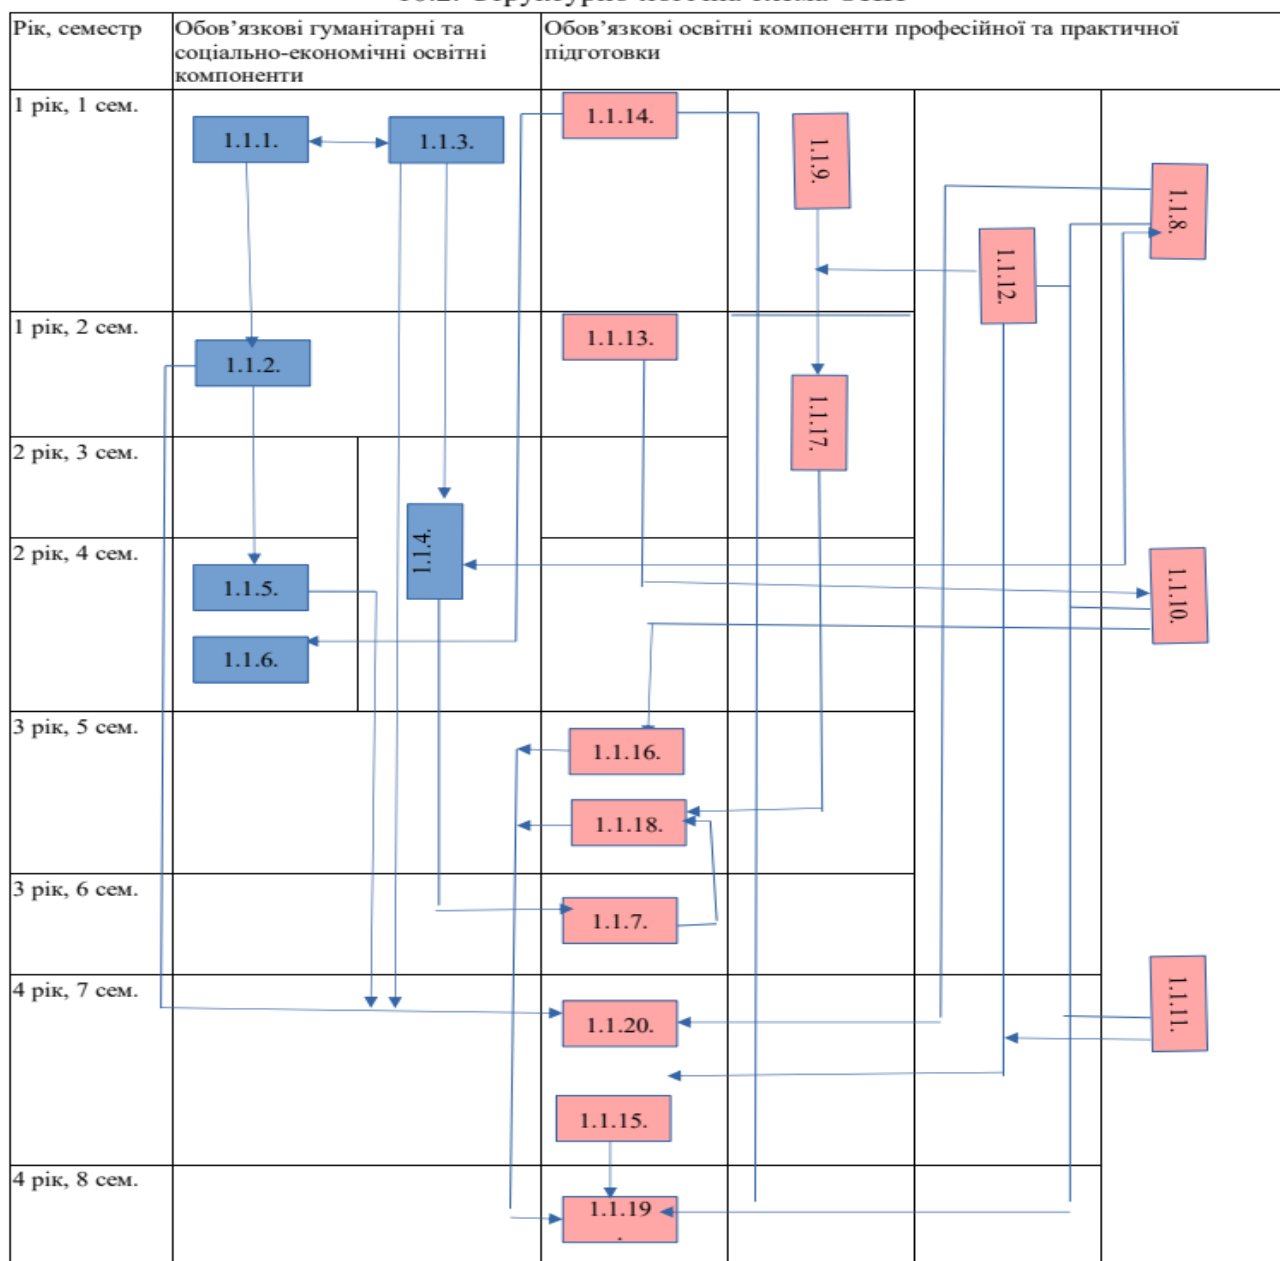 Рік, семестр
Обов’язкові гуманітарні та
соціально-економічні освітні
компоненти
Обов’язкові освітні компоненти професійної та практичної
підготовки
1 рік, 1 сем.
1.1.1.
1.1.3.
1.1.14.
1.1.9.
1.1.8.
1.1.12.
1 рік, 2 сем.
1.1.2.
1.1.13.
1.1.17.
2 рік, 3 сем.
1.1.4.
2 рік, 4 сем.
1.1.5.
1.1.6.
1.1.10.
3 рік, 5 сем.
1.1.16.
1.1.18.
3 рік, 6 сем.
1.1.7.
4 рік, 7 сем.
1.1.20.
1.1.11.
1.1.15.
4 рік, 8 сем.
1.1.19
.